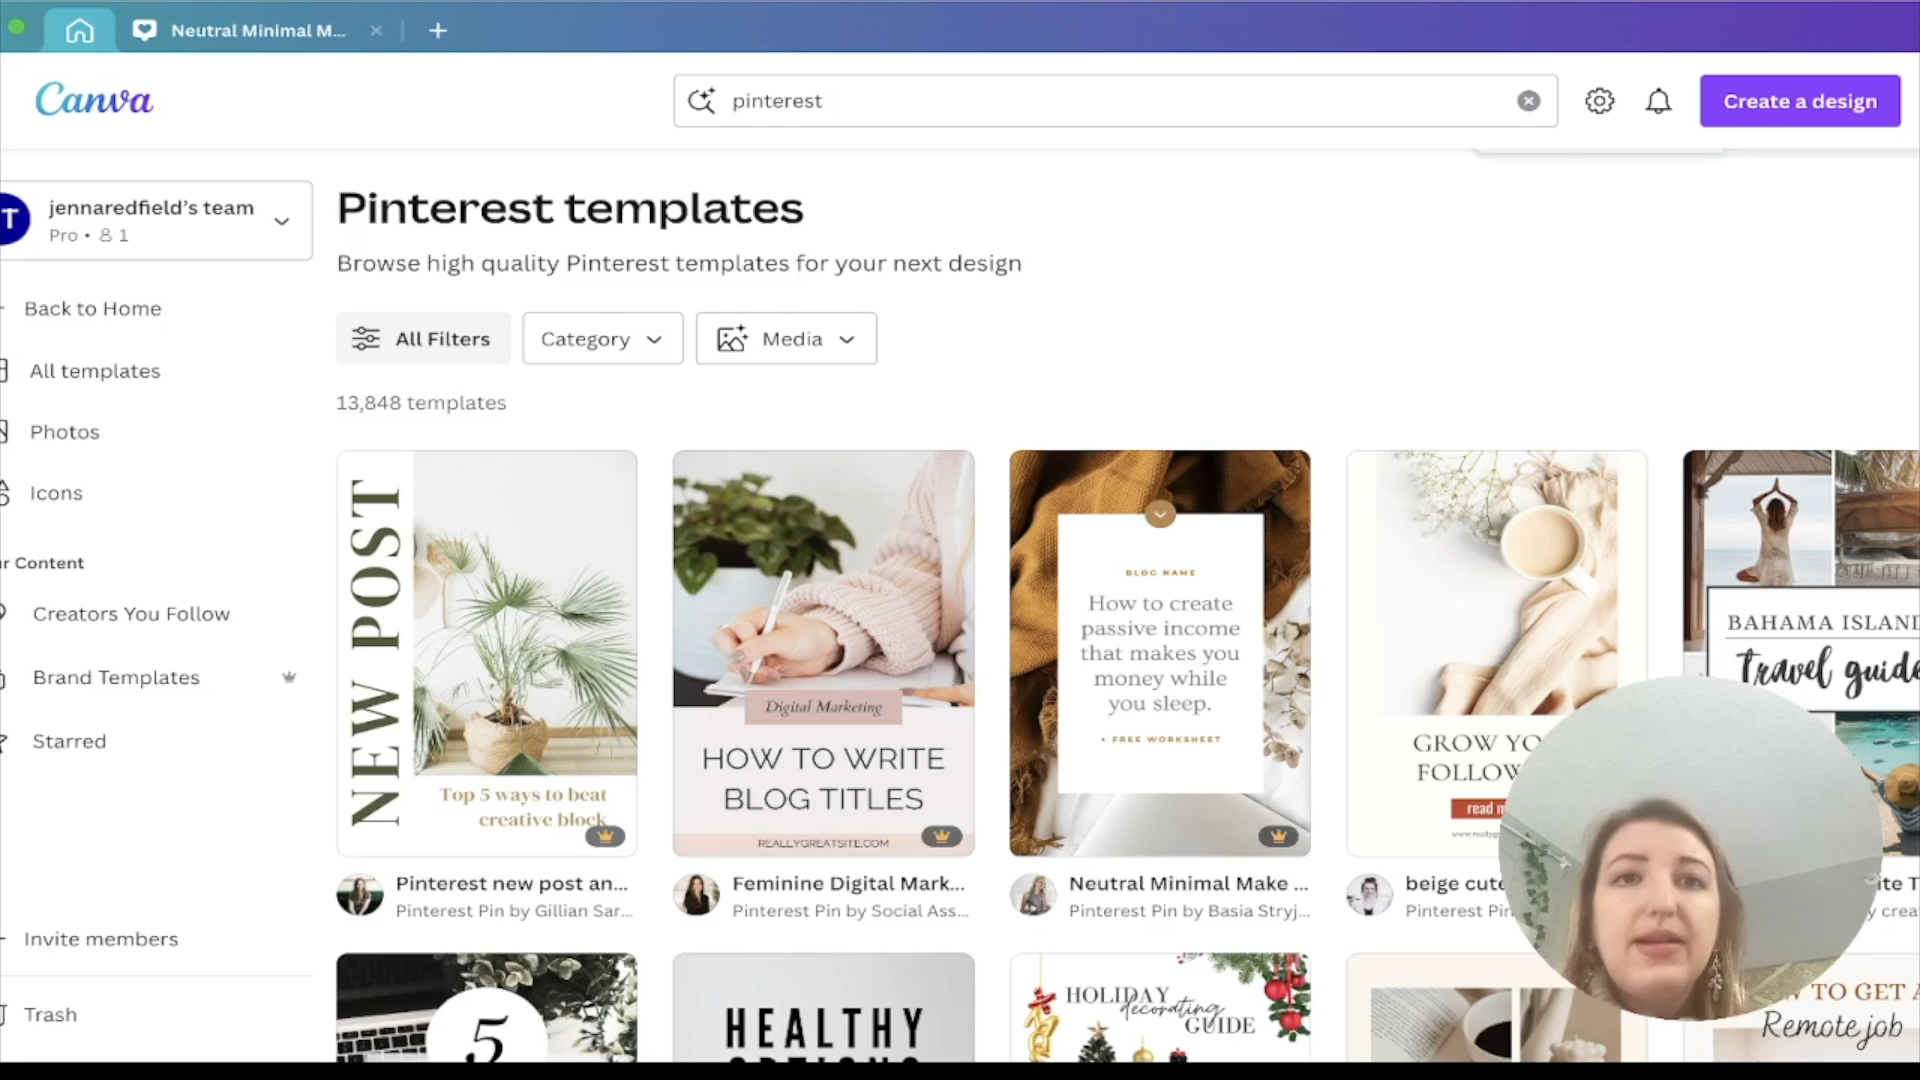 Neutral Minimal M...
Canva
pinterest
Create a design
T
jennaredfield's team
Pro • 1
Back to Home
All templates
Photos
Icons
Content
Creators You Follow
Brand Templates
Starred
Invite members
Trash
Pinterest templates
Browse high quality Pinterest templates for your next design
All Filters
Category
Media
13,848 templates
NEW POST
Top 5 ways to beat
creative block
Pinterest new post an...
Pinterest Pin by Gillian Sar...
Digital Marketing
HOW TO WRITE
BLOG TITLES
REALLYGREATSITE.COM
Feminine Digital Mark...
Pinterest Pin by Social Ass...
BLOG NAME
How to create
passive income
that makes you
money while
you sleep.
+ FREE WORKSHEET
Neutral Minimal Make ...
Pinterest Pin by Basia Stryj...
GROW
read
beige cute
Pinterest
BAHAMA ISLAND
travel guide
5
HEALTHY
HOLIDAY
decorating
GUIDE
TO GET A
Remote job